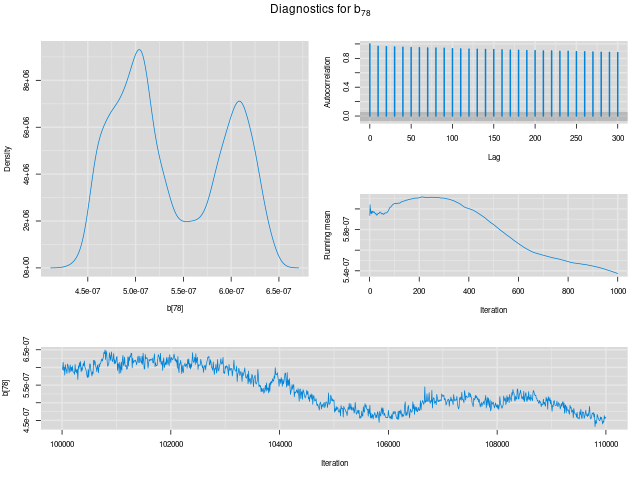 Diagnostics for b78
Density
0e+00 2e+06 4e+06 6e+06 8e+06
4.5e-07 5.0e-07 5.5e-07 6.0e-07 6.5e-07
b[78]
Autocorrelation
0.0 0.4 0.8
0 50 100 150 200 250 300
Lag
Running mean
5.4e-07 5.8e-07
0 200 400 600 800 1000
Iteration
b[78]
4.5e-07 5.5e-07 6.5e-07
100000 102000 104000 106000 108000 110000
Iteration